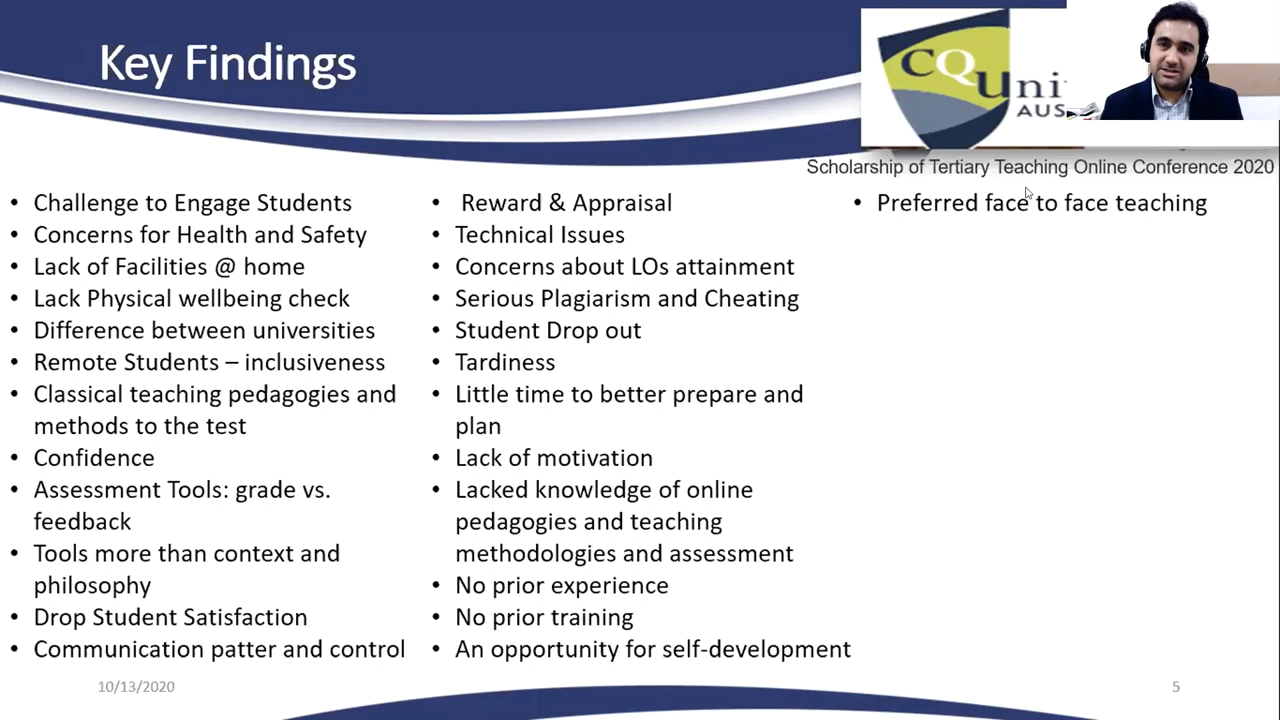 Key Findings
CQUni
AUS
Scholarship of Tertiary Teaching Online Conference 2020
• Challenge to Engage Students
• Concerns for Health and Safety
• Lack of Facilities @ home
• Lack Physical wellbeing check
• Difference between universities
• Remote Students – inclusiveness
• Classical teaching pedagogies and
methods to the test
• Confidence
• Assessment Tools: grade vs.
feedback
• Tools more than context and
philosophy
• Drop Student Satisfaction
• Communication patter and control
• Reward & Appraisal
• Technical Issues
• Concerns about LOs attainment
• Serious Plagiarism and Cheating
• Student Drop out
• Tardiness
• Little time to better prepare and
plan
• Lack of motivation
• Lacked knowledge of online
pedagogies and teaching
methodologies and assessment
• No prior experience
• No prior training
• An opportunity for self-development
• Preferred face to face teaching
10/13/2020
5